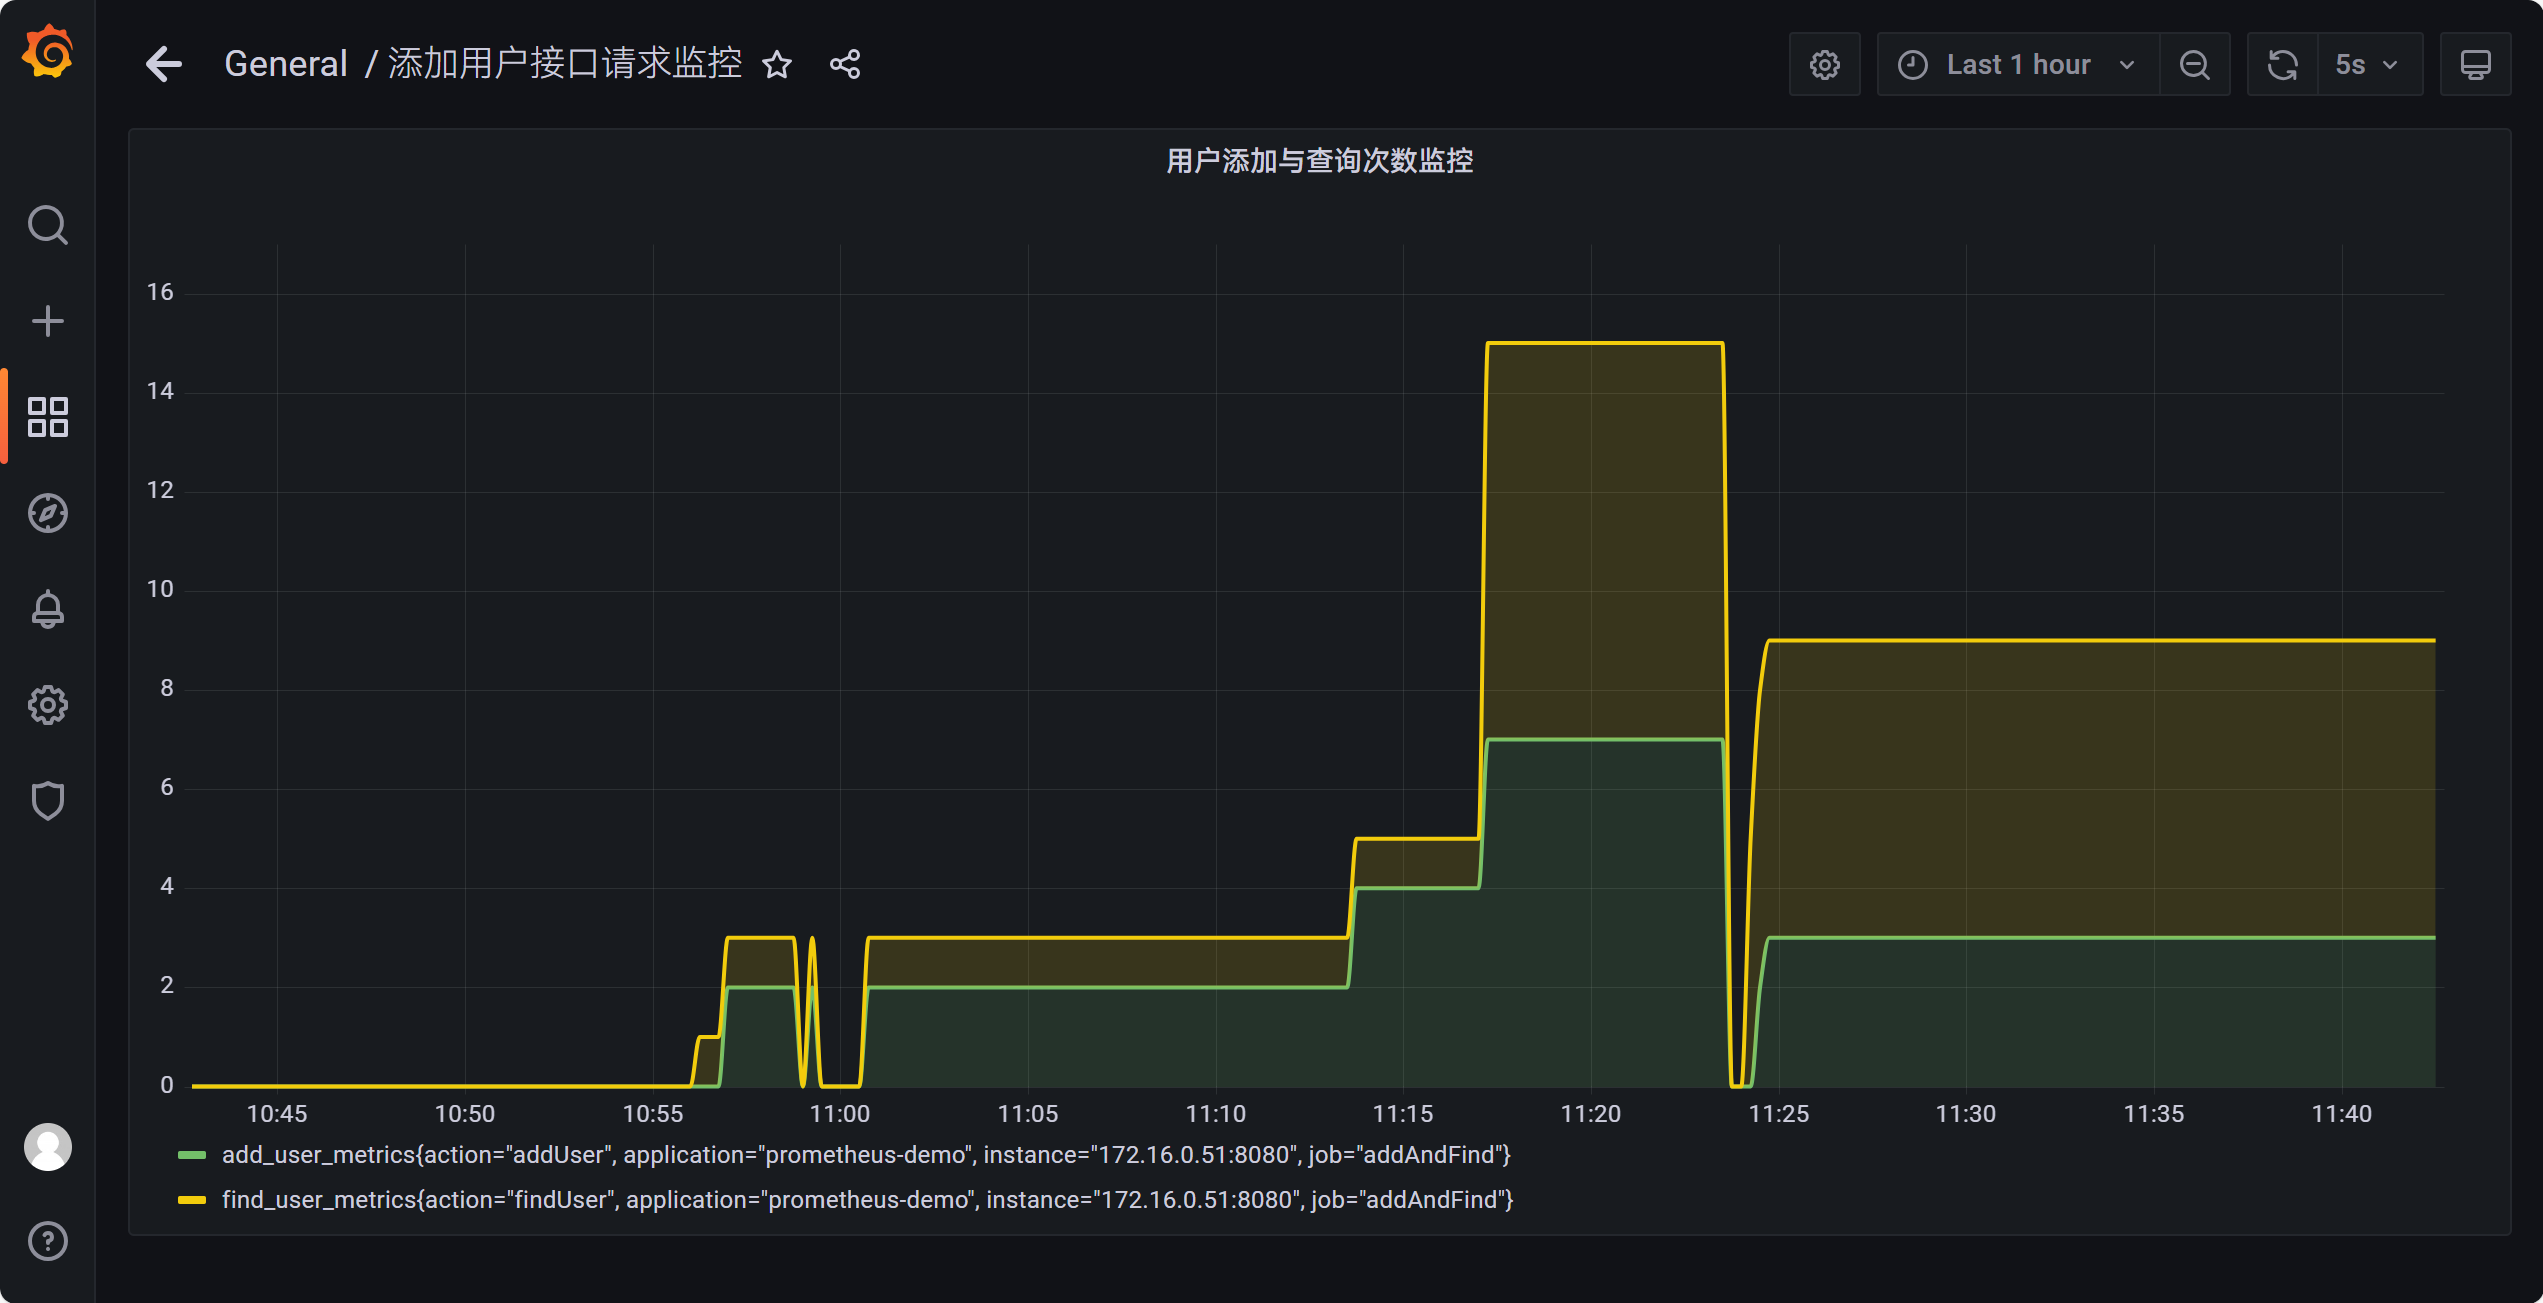 General / 添加用户接口请求监控
Last 1 hour
5s
用户添加与查询次数监控
16
14
12
10
8
6
4
2
0
10:45 10:50 10:55 11:00 11:05 11:10 11:15 11:20 11:25 11:30 11:35 11:40
add_user_metrics{action="addUser", application="prometheus-demo", instance="172.16.0.51:8080", job="addAndFind"}
find_user_metrics{action="findUser", application="prometheus-demo", instance="172.16.0.51:8080", job="addAndFind"}